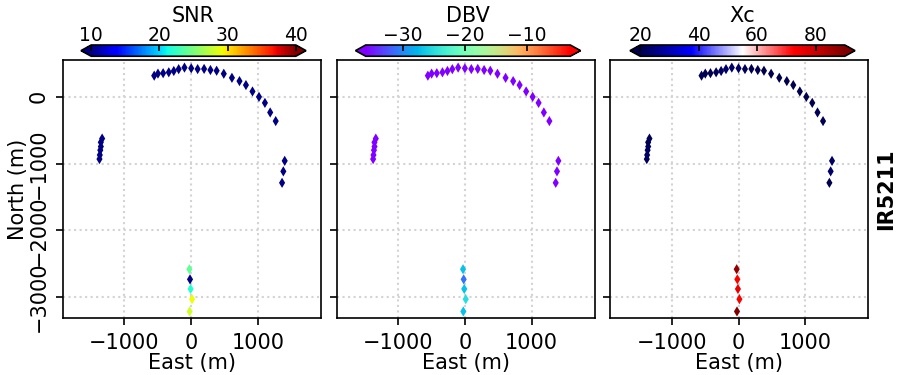 SNR DBV Xc
10 20 30 40 −30 −20 −10 20 40 60 80
North (m)
0
−1000
−2000
−3000
IR5211
−1000 0 1000 −1000 0 1000 −1000 0 1000
East (m) East (m) East (m)